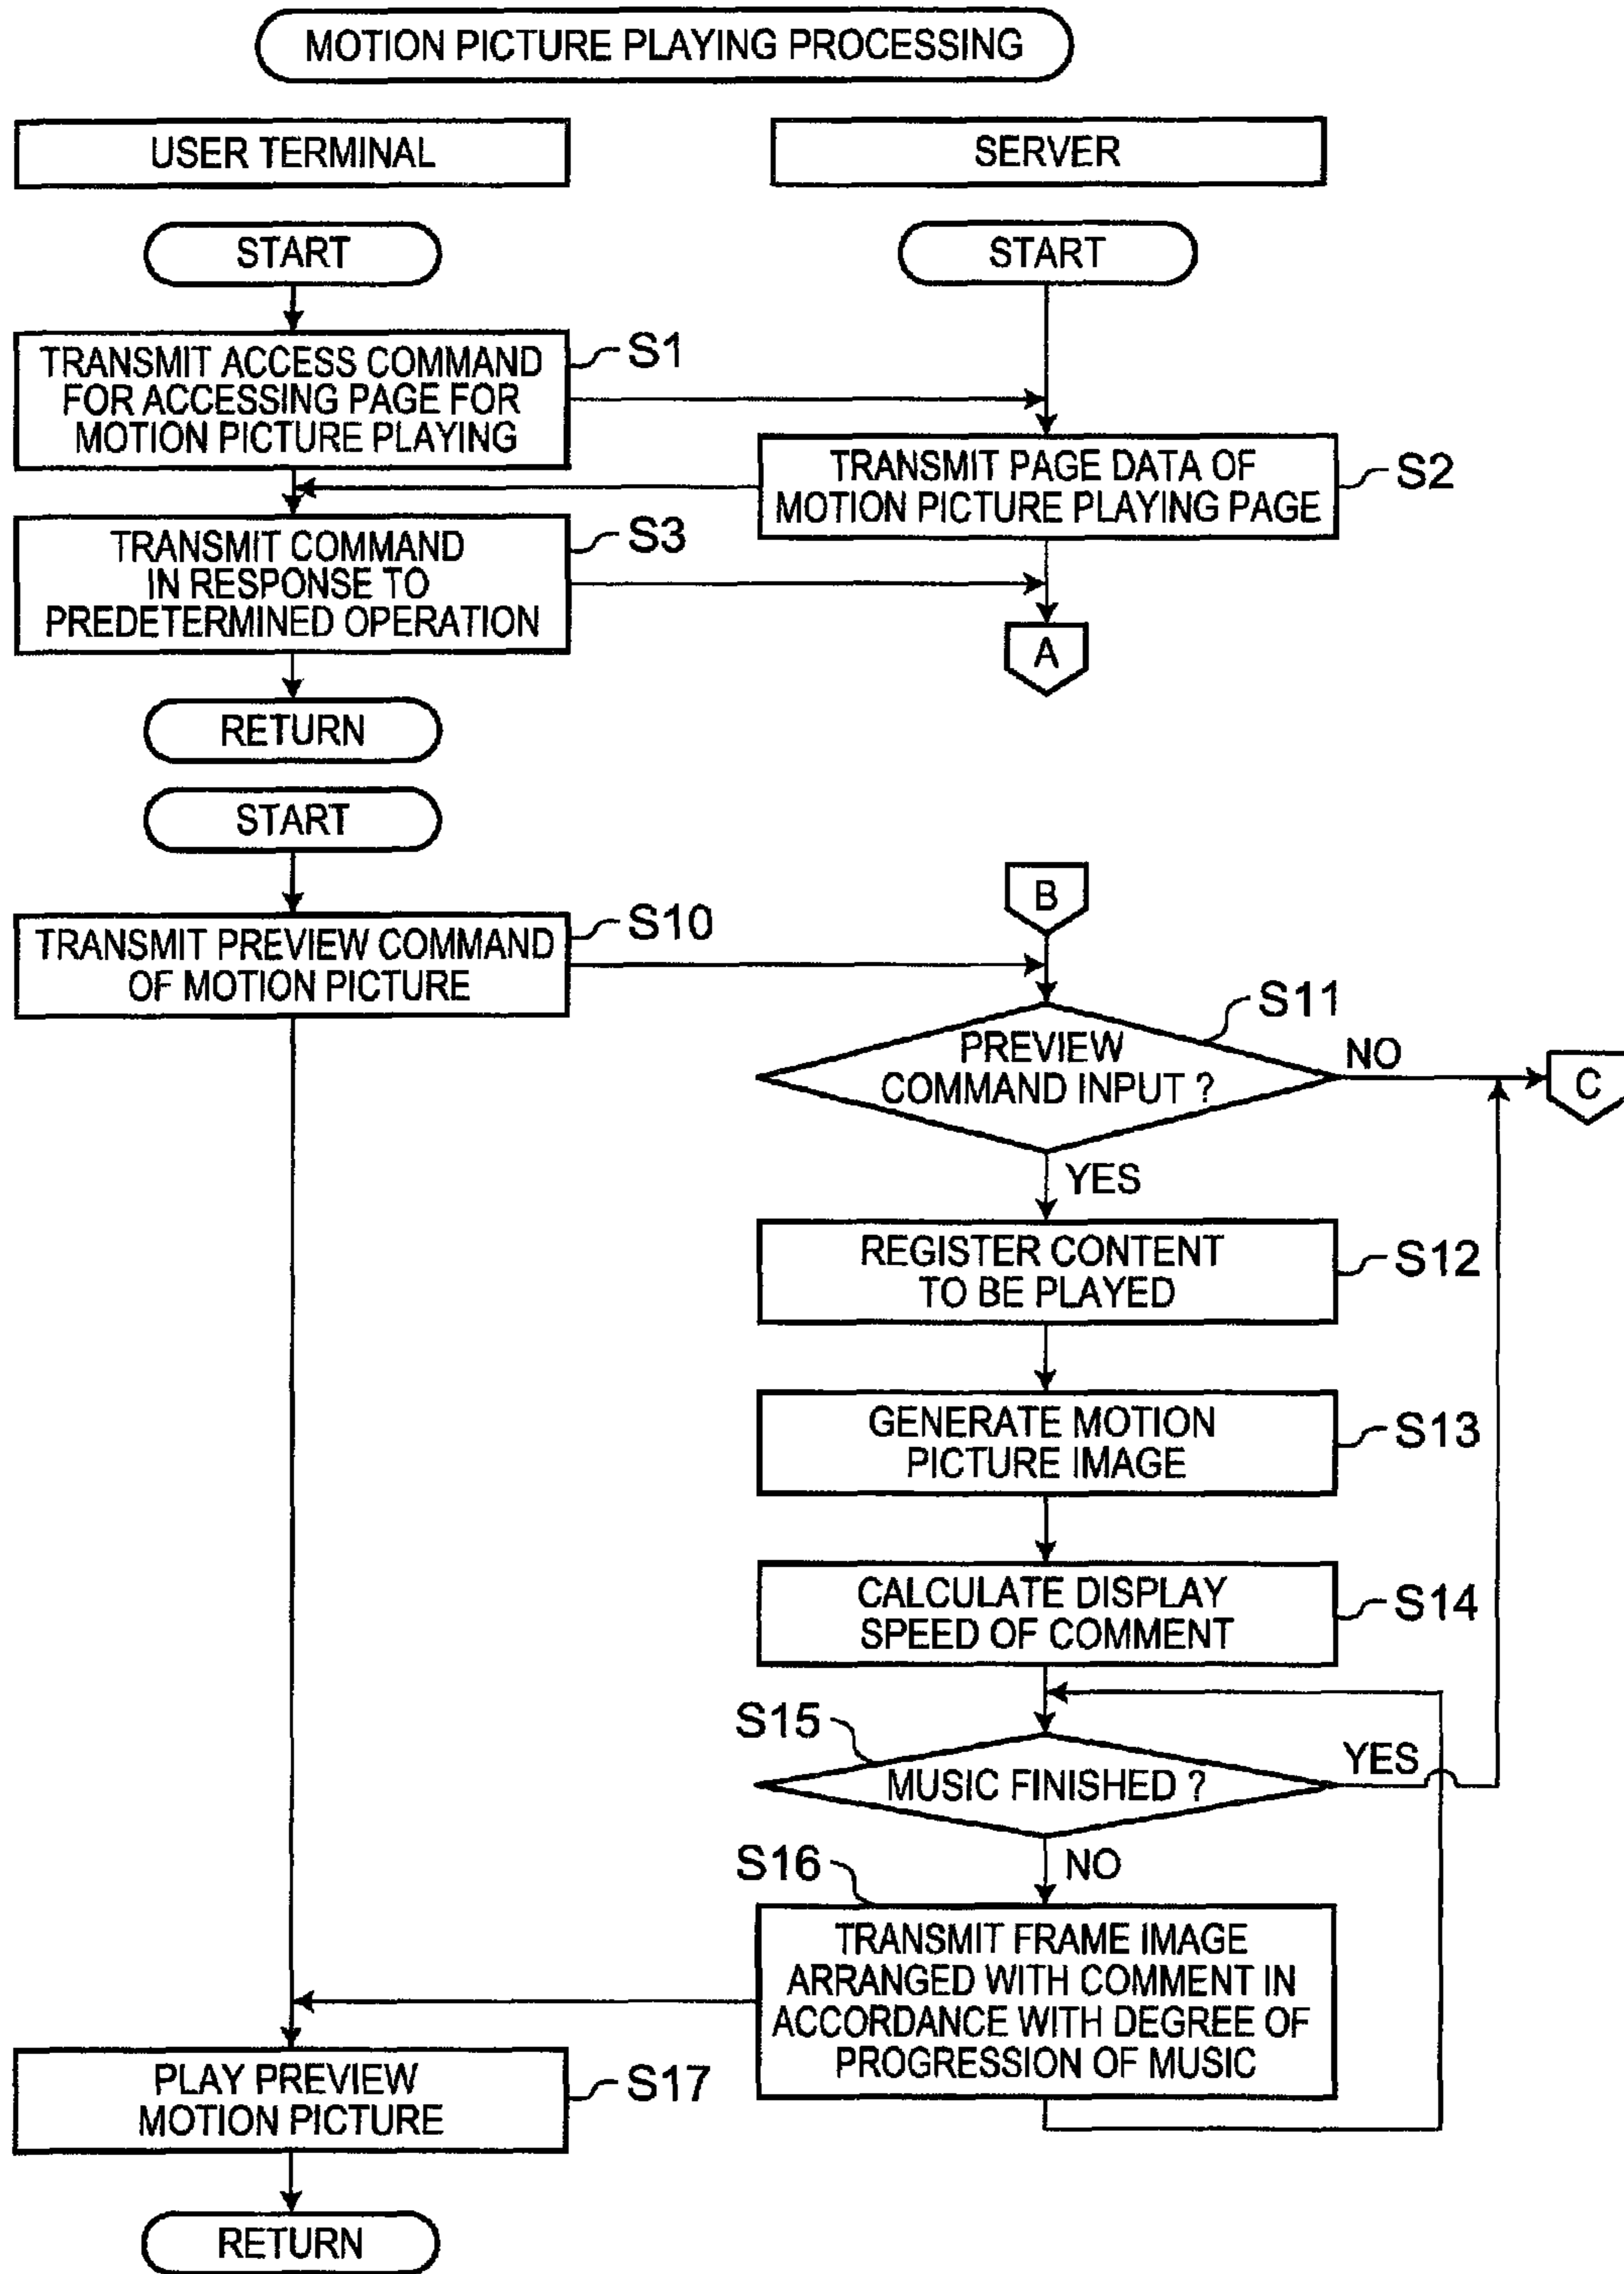 MOTION PICTURE PLAYING PROCESSING
USER TERMINAL
SERVER
START
START
TRANSMIT ACCESS COMMAND
FOR ACCESSING PAGE FOR
MOTION PICTURE PLAYING
S1
TRANSMIT PAGE DATA OF
MOTION PICTURE PLAYING PAGE
S2
TRANSMIT COMMAND
IN RESPONSE TO
PREDETERMINED OPERATION
S3
A
RETURN
START
B
TRANSMIT PREVIEW COMMAND
OF MOTION PICTURE
S10
PREVIEW
COMMAND INPUT ?
S11
NO
C
YES
REGISTER CONTENT
TO BE PLAYED
S12
GENERATE MOTION
PICTURE IMAGE
S13
CALCULATE DISPLAY
SPEED OF COMMENT
S14
S15
MUSIC FINISHED ?
YES
NO
S16
TRANSMIT FRAME IMAGE
ARRANGED WITH COMMENT IN
ACCORDANCE WITH DEGREE OF
PROGRESSION OF MUSIC
PLAY PREVIEW
MOTION PICTURE
S17
RETURN